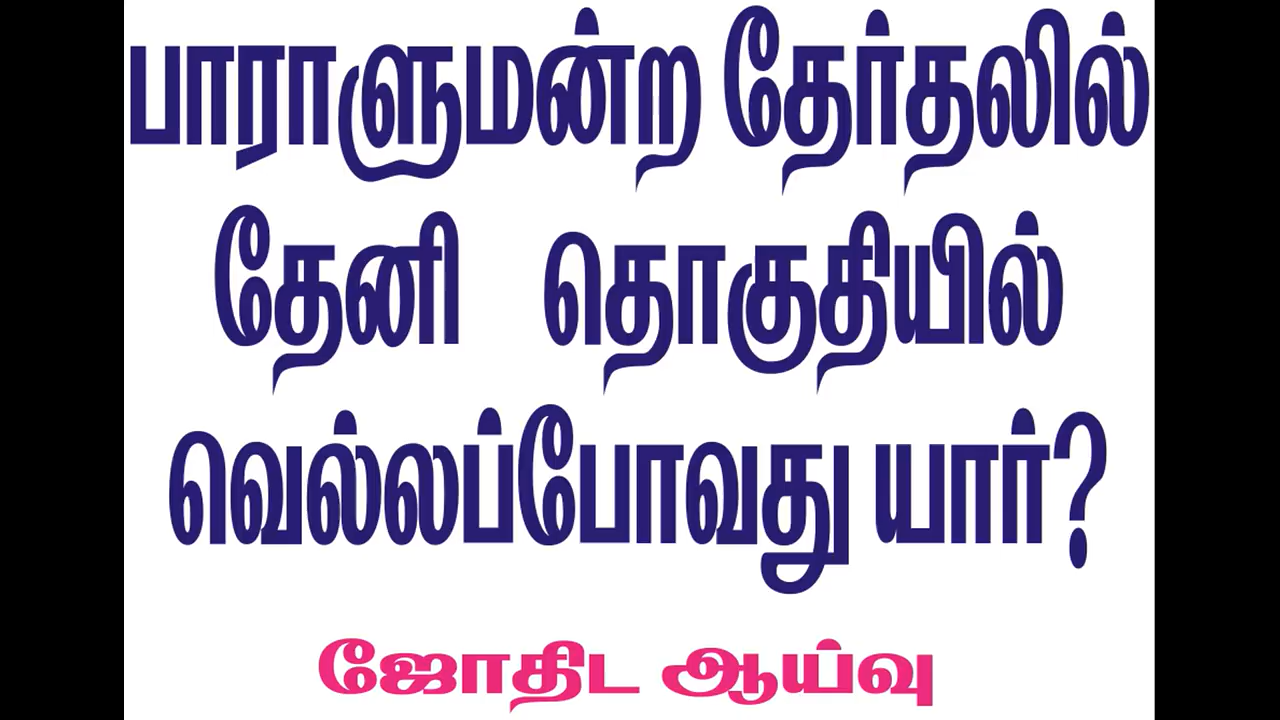 பாராளுமன்ற தேர்தலில்
தேனி தொகுதியில்
வெல்லப்போவது யார்?
ஜோதிட ஆய்வு